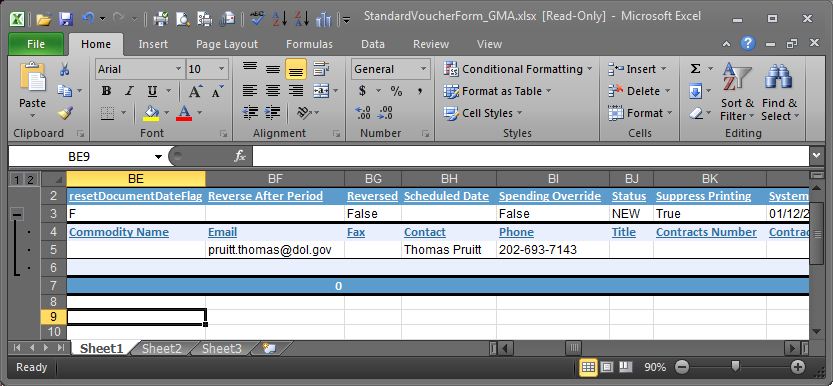 StandardVoucherForm_GMA.xlsx [Read-Only] - Microsoft Excel
File Home Insert Page Layout Formulas Data Review View
Paste
Arial 10
B I U
A A
General
$ % ,
Conditional Formatting
Format as Table
Cell Styles
Insert
Delete
Format
Σ
Sort & Filter
Find & Select
Clipboard Font Alignment Number Styles Cells Editing
BE9 fx
1 2 BE BF BG BH BI BJ BK
2 resetDocumentDateFlag Reverse After Period Reversed Scheduled Date Spending Override Status Suppress Printing System
3 F False False NEW True 01/12/2
4 Commodity Name Email Fax Contact Phone Title Contracts Number Contrac
5 pruitt.thomas@dol.gov Thomas Pruitt 202-693-7143
6
7 0
8
9
10
Sheet1 Sheet2 Sheet3
Ready 90%